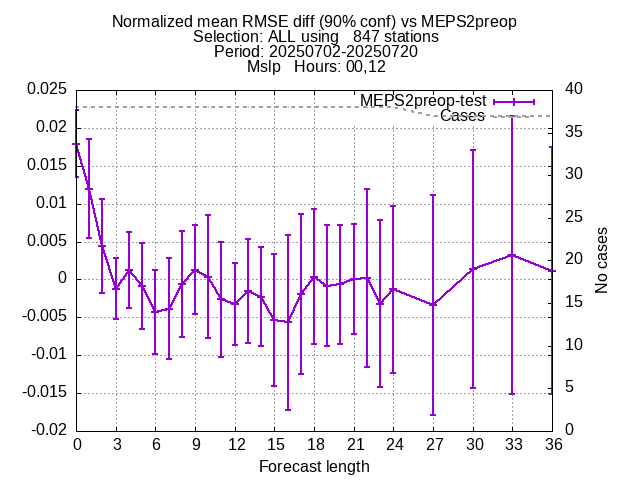 Normalized mean RMSE diff (90% conf) vs MEPS2preop
Selection: ALL using   847 stations
Period: 20250702-20250720
Mslp   Hours: 00,12
MEPS2preop-test
Cases
0.025
0.02
0.015
0.01
0.005
0
-0.005
-0.01
-0.015
-0.02
40
35
30
25
20
15
10
5
0
No cases
0 3 6 9 12 15 18 21 24 27 30 33 36
Forecast length